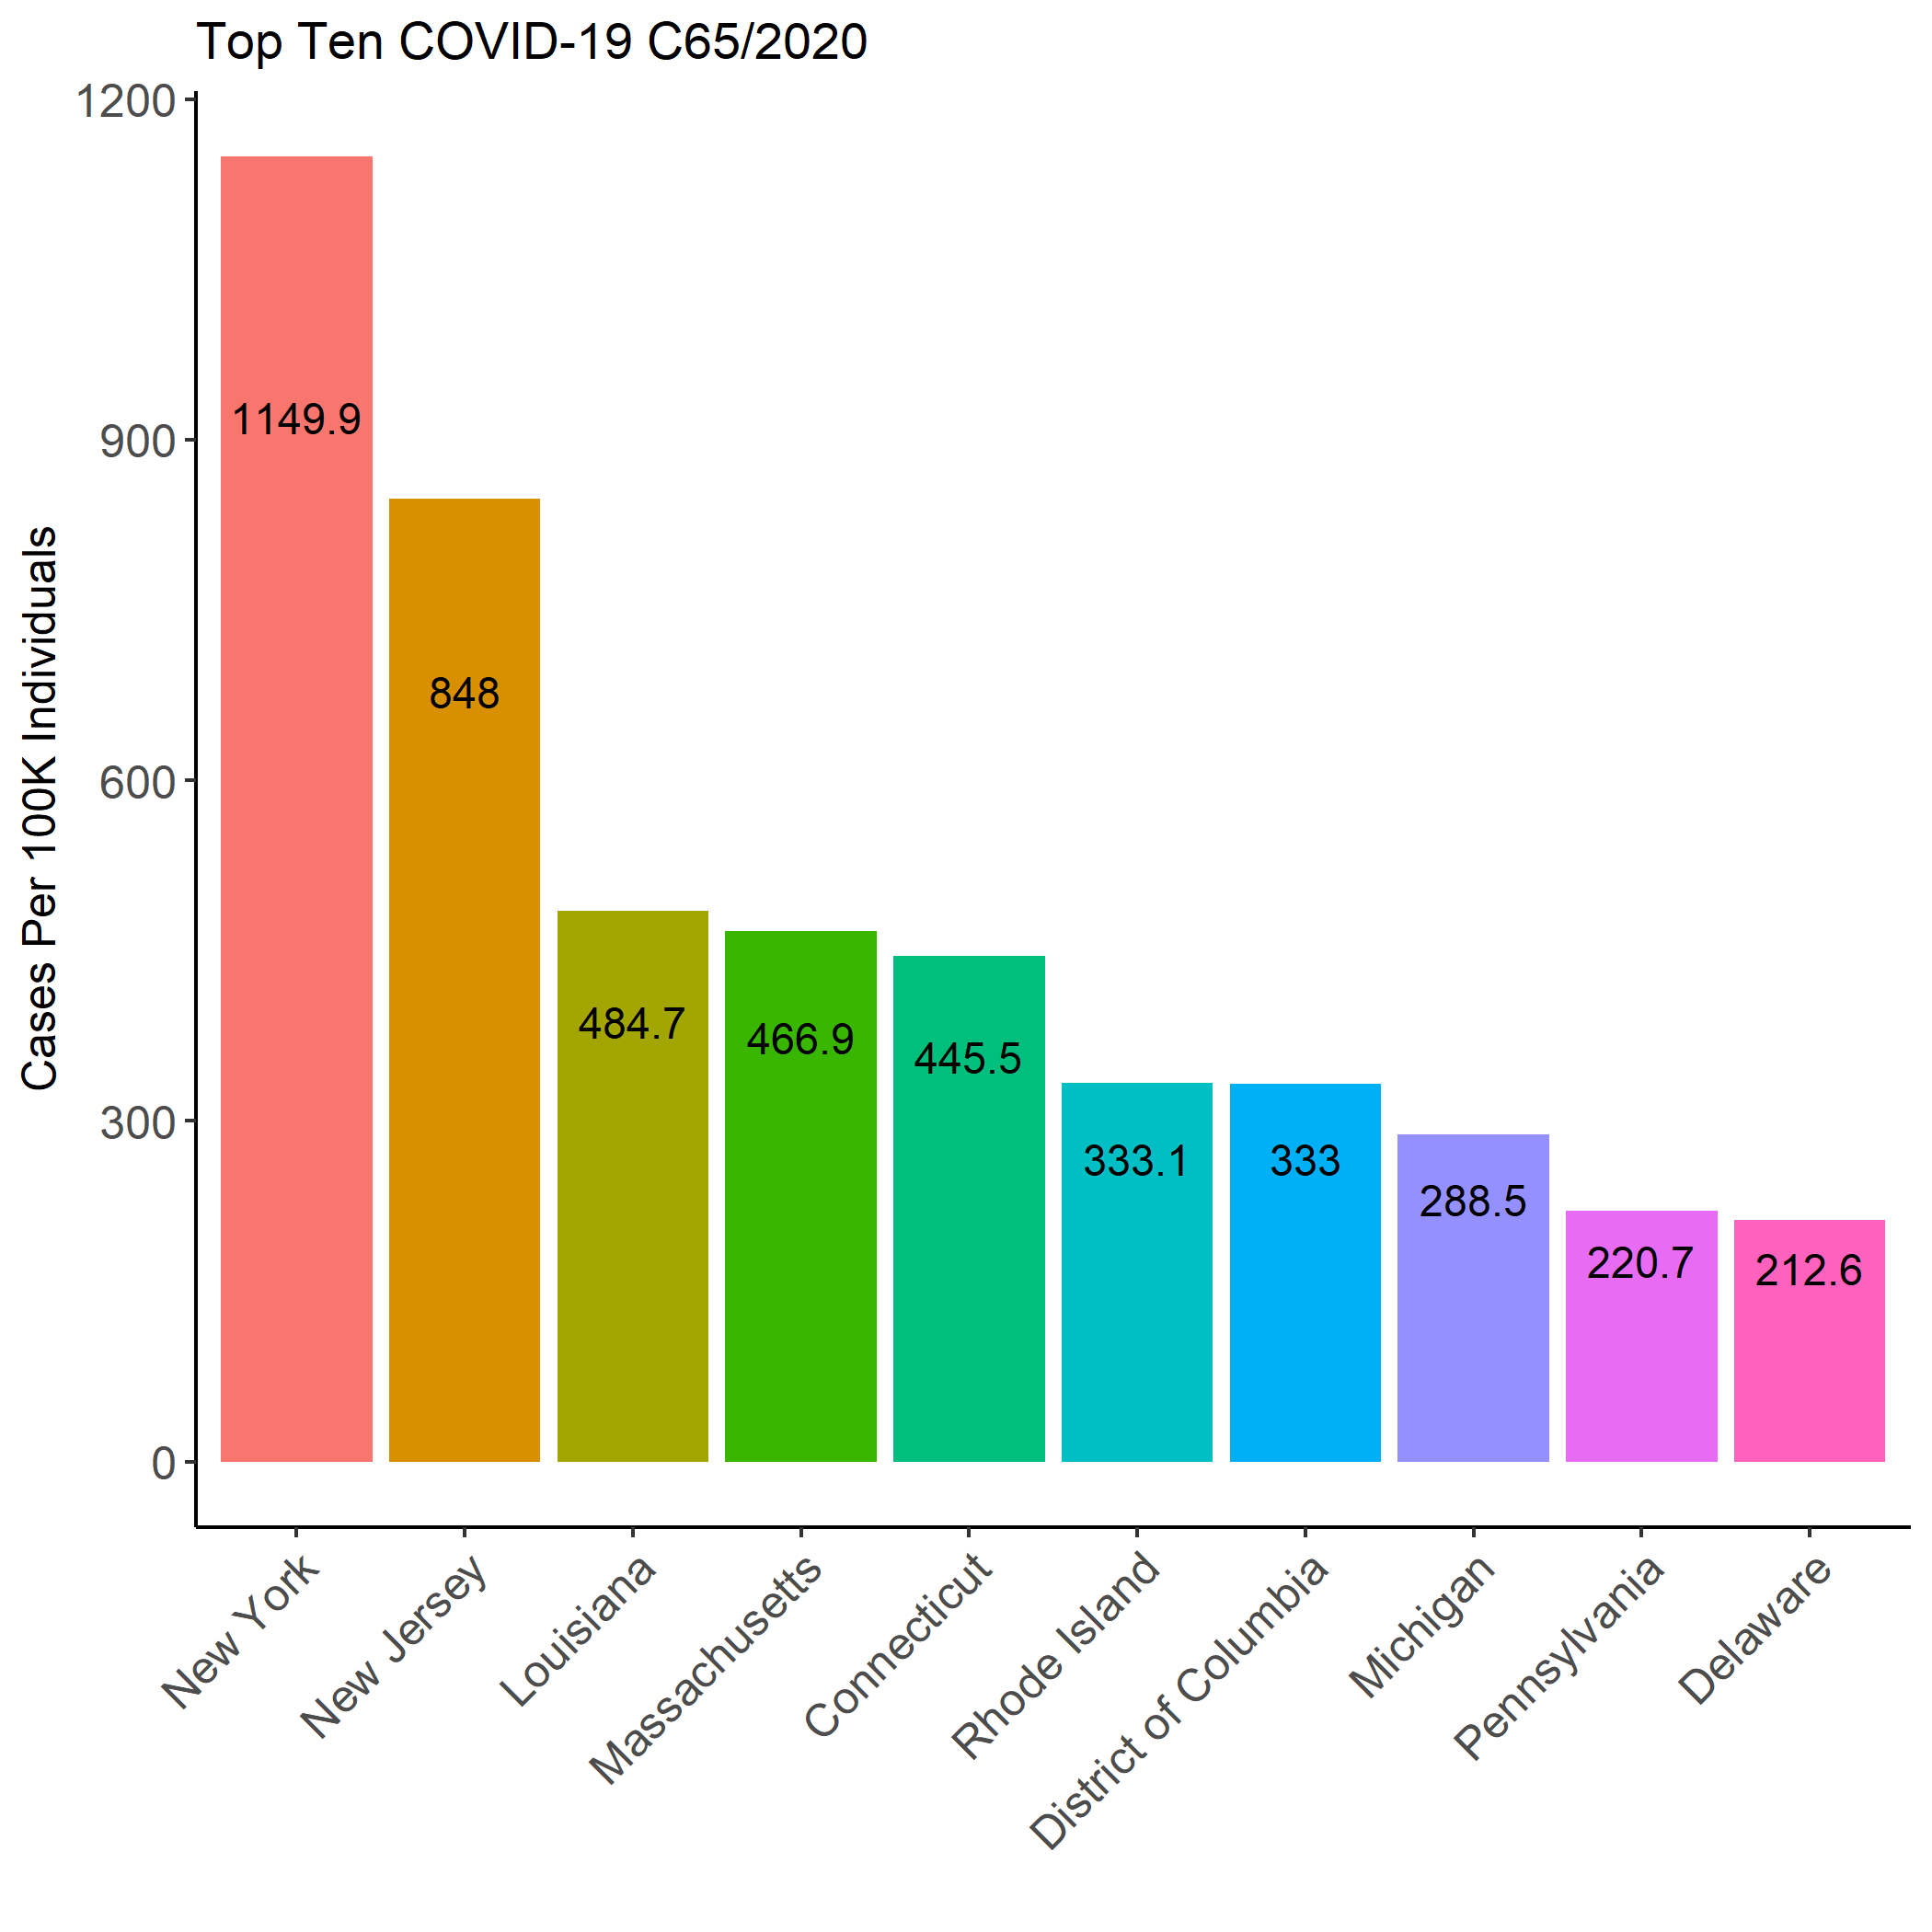 Top Ten COVID-19 C65/2020
Cases Per 100K Individuals
1200
900
600
300
0
1149.9
848
484.7
466.9
445.5
333.1
333
288.5
220.7
212.6
New York
New Jersey
Louisiana
Massachusetts
Connecticut
Rhode Island
District of Columbia
Michigan
Pennsylvania
Delaware